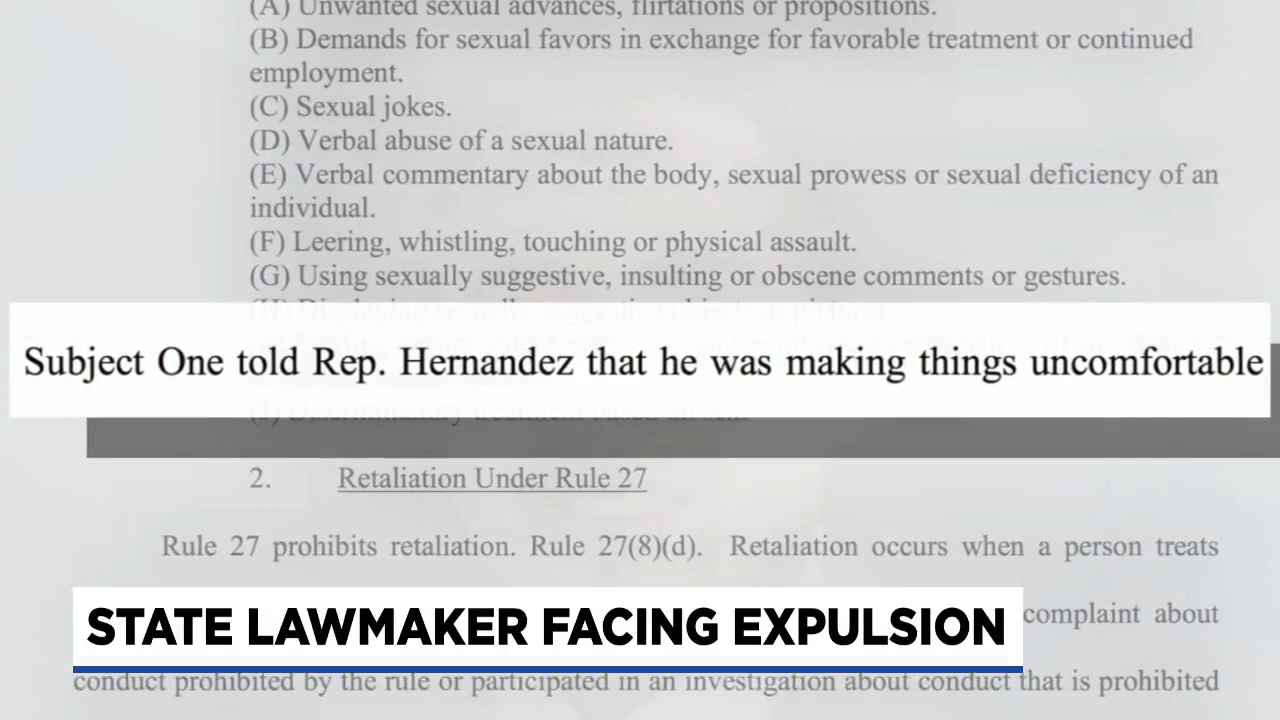 (A) Unwanted sexual advances, flirtations or propositions.
(B) Demands for sexual favors in exchange for favorable treatment or continued
employment.
(C) Sexual jokes.
(D) Verbal abuse of a sexual nature.
(E) Verbal commentary about the body, sexual prowess or sexual deficiency of an
individual.
(F) Leering, whistling, touching or physical assault.
(G) Using sexually suggestive, insulting or obscene comments or gestures.
Subject One told Rep. Hernandez that he was making things uncomfortable
2. Retaliation Under Rule 27
Rule 27 prohibits retaliation. Rule 27(8)(d). Retaliation occurs when a person treats
STATE LAWMAKER FACING EXPULSION
complaint about
conduct prohibited by the rule or participated in an investigation about conduct that is prohibited